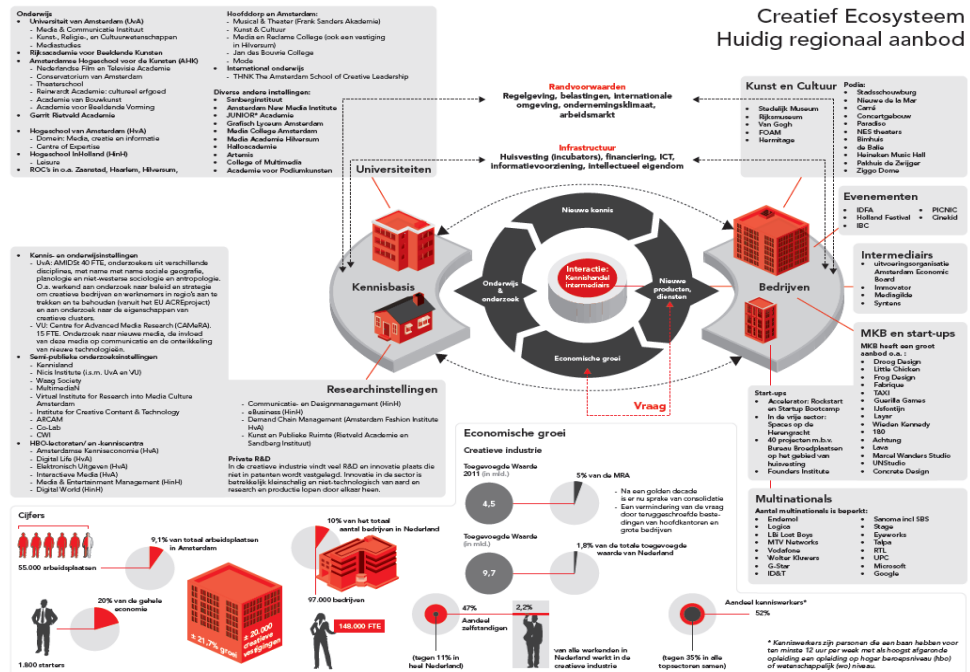 Creatief Ecosysteem
Huidig regionaal aanbod
Onderwijs
• Universiteit van Amsterdam (UvA)
- Media & Communicatie Instituut
- Kunst-, Religie-, en Cultuurwetenschappen
- Mediastudies
• Rijksacademie voor Beeldende Kunsten
• Amsterdamse Hogeschool voor de Kunsten (AHK)
- Nederlandse Film en Televisie Academie
- Conservatorium van Amsterdam
- Theaterschool
- Reinwardt Academie: cultureel erfgoed
- Academie van Bouwkunst
- Academie voor Beeldende Vorming
• Gerrit Rietveld Academie
• Hogeschool van Amsterdam (HvA)
- Domein: Media, creatie en informatie
- Centre of Expertise
• Hogeschool InHolland (HinH)
- Leisure
• ROC's in o.a. Zaanstad, Haarlem, Hilversum,
Hoofddorp en Amsterdam:
- Musical & Theater (Frank Sanders Akademie)
- Kunst & Cultuur
- Media en Reclame College (ook een vestiging
in Hilversum)
- Jan des Bouvrie College
- Mode
• International onderwijs
- THNK The Amsterdam School of Creative Leadership
Diverse andere instellingen:
• Sanberginstituut
• Amsterdam New Media Institute
• JUNIOR* Academie
• Grafisch Lyceum Amsterdam
• Media College Amsterdam
• Media Academie Hilversum
• Halloacademie
• Artemis
• College of Multimedia
• Academie voor Podiumkunsten
Universiteiten
Randvoorwaarden
Regelgeving, belastingen, internationale
omgeving, ondernemingsklimaat,
arbeidsmarkt
Infrastructuur
Huisvesting (incubators), financiering, ICT,
informatievoorziening, intellectueel eigendom
Kunst en Cultuur
• Stedelijk Museum
• Rijksmuseum
• Van Gogh
• FOAM
• Hermitage
Podia:
• Stadsschouwburg
• Nieuwe de la Mar
• Carré
• Concertgebouw
• Paradiso
• NES theaters
• Bimhuis
• de Balie
• Heineken Music Hall
• Pakhuis de Zwijger
• Ziggo Dome
Evenementen
• IDFA
• Holland Festival
• IBC
• PICNIC
• Cinekid
Intermediairs
• uitvoeringsorganisatie
Amsterdam Economic
Board
• Immovator
• Mediagilde
• Syntens
Kennisbasis
Nieuwe kennis
Onderwijs
&
onderzoek
Interactie:
Kennishandel
intermediairs
Nieuwe
producten,
diensten
Economische groei
Bedrijven
Vraag
• Kennis- en onderwijsinstellingen
- UvA: AMIDSt 40 FTE, onderzoekers uit verschillende
disciplines, met name met name sociale geografie,
planologie en niet-westerse sociologie en antropologie.
O.a. werkend aan onderzoek naar beleid en strategie
om creatieve bedrijven en werknemers in regio's aan te
trekken en te behouden (vanuit het EU ACREproject)
en aan onderzoek naar de eigenschappen van
creatieve clusters.
- VU: Centre for Advanced Media Research (CAMeRA).
15 FTE. Onderzoek naar nieuwe media, de invloed
van deze media op communicatie en de ontwikkeling
van nieuwe technologieën.
• Semi-publieke onderzoeksinstellingen
- Kennisland
- Nicis Institute (i.s.m. UvA en VU)
- Waag Society
- MultimediaN
- Virtual Institute for Research into Media Culture
Amsterdam
- Institute for Creative Content & Technology
- ARCAM
- Co-Lab
- CWI
• HBO-lectoraten/ en -kenniscentra
- Amsterdamse Kenniseconomie (HvA)
- Digital Life (HvA)
- Elektronisch Uitgeven (HvA)
- Interactieve Media (HvA)
- Media & Entertainment Management (HinH)
- Digital World (HinH)
Researchinstellingen
- Communicatie- en Designmanagement (HinH)
- eBusiness (HinH)
- Demand Chain Management (Amsterdam Fashion Institute
HvA)
- Kunst en Publieke Ruimte (Rietveld Academie en
Sandberg Instituut)
Private R&D
In de creatieve industrie vindt veel R&D en innovatie plaats die
niet in patenten wordt vastgelegd. Innovatie in de sector is
betrekkelijk kleinschalig en niet-technologisch van aard en
research en productie lopen door elkaar heen.
MKB en start-ups
MKB heeft een groot
aanbod o.a. :
• Droog Design
• Little Chicken
• Frog Design
• Fabrique
• TAXI
• Guerilla Games
• IJsfontijn
• Layar
• Wieden Kennedy
• 180
• Achtung
• Lava
• Marcel Wanders Studio
• UNStudio
• Concrete Design
Start-ups
• Accelerator: Rockstart
en Startup Bootcamp
• In de vrije sector:
Spaces op de
Herengracht
• 40 projecten m.b.v.
Bureau Broedplaatsen
op het gebied van
huisvesting
• Founders Institute
Multinationals
Aantal multinationals is beperkt:
• Endemol
• Logica
• LBi Lost Boys
• MTV Networks
• Vodafone
• Wolter Kluwers
• G-Star
• ID&T
• Sanoma incl SBS
• Stage
• Eyeworks
• Talpa
• RTL
• UPC
• Microsoft
• Google
Economische groei
Creatieve industrie
Toegevoegde Waarde
2011 (in mld.)
4,5
5% van de MRA
- Na een golden decade
is er nu sprake van consolidatie
- Een vermindering van de vraag
door teruggeschroefde beste-
dingen van hoofdkantoren en
grote bedrijven
Toegevoegde Waarde
(in mld.)
9,7
1,8% van de totale toegevoegde
waarde van Nederland
47%
Aandeel
zelfstandigen
(tegen 11% in
heel Nederland)
2,2%
van alle werkenden in
Nederland werkt in de
creatieve industrie
Aandeel kenniswerkers*
52%
(tegen 35% in alle
topsectoren samen)
* Kenniswerkers zijn personen die een baan hebben voor
ten minste 12 uur per week met als hoogst afgeronde
opleiding een opleiding op hoger beroepsniveau (hbo)
of wetenschappelijk (wo) niveau.
Cijfers
55.000 arbeidsplaatsen
9,1% van totaal arbeidsplaatsen
in Amsterdam
20% van de gehele
economie
1.800 starters
± 21,7% groei
± 20.000
creatieve
vestigingen
10% van het totaal
aantal bedrijven in Nederland
97.000 bedrijven
148.000 FTE